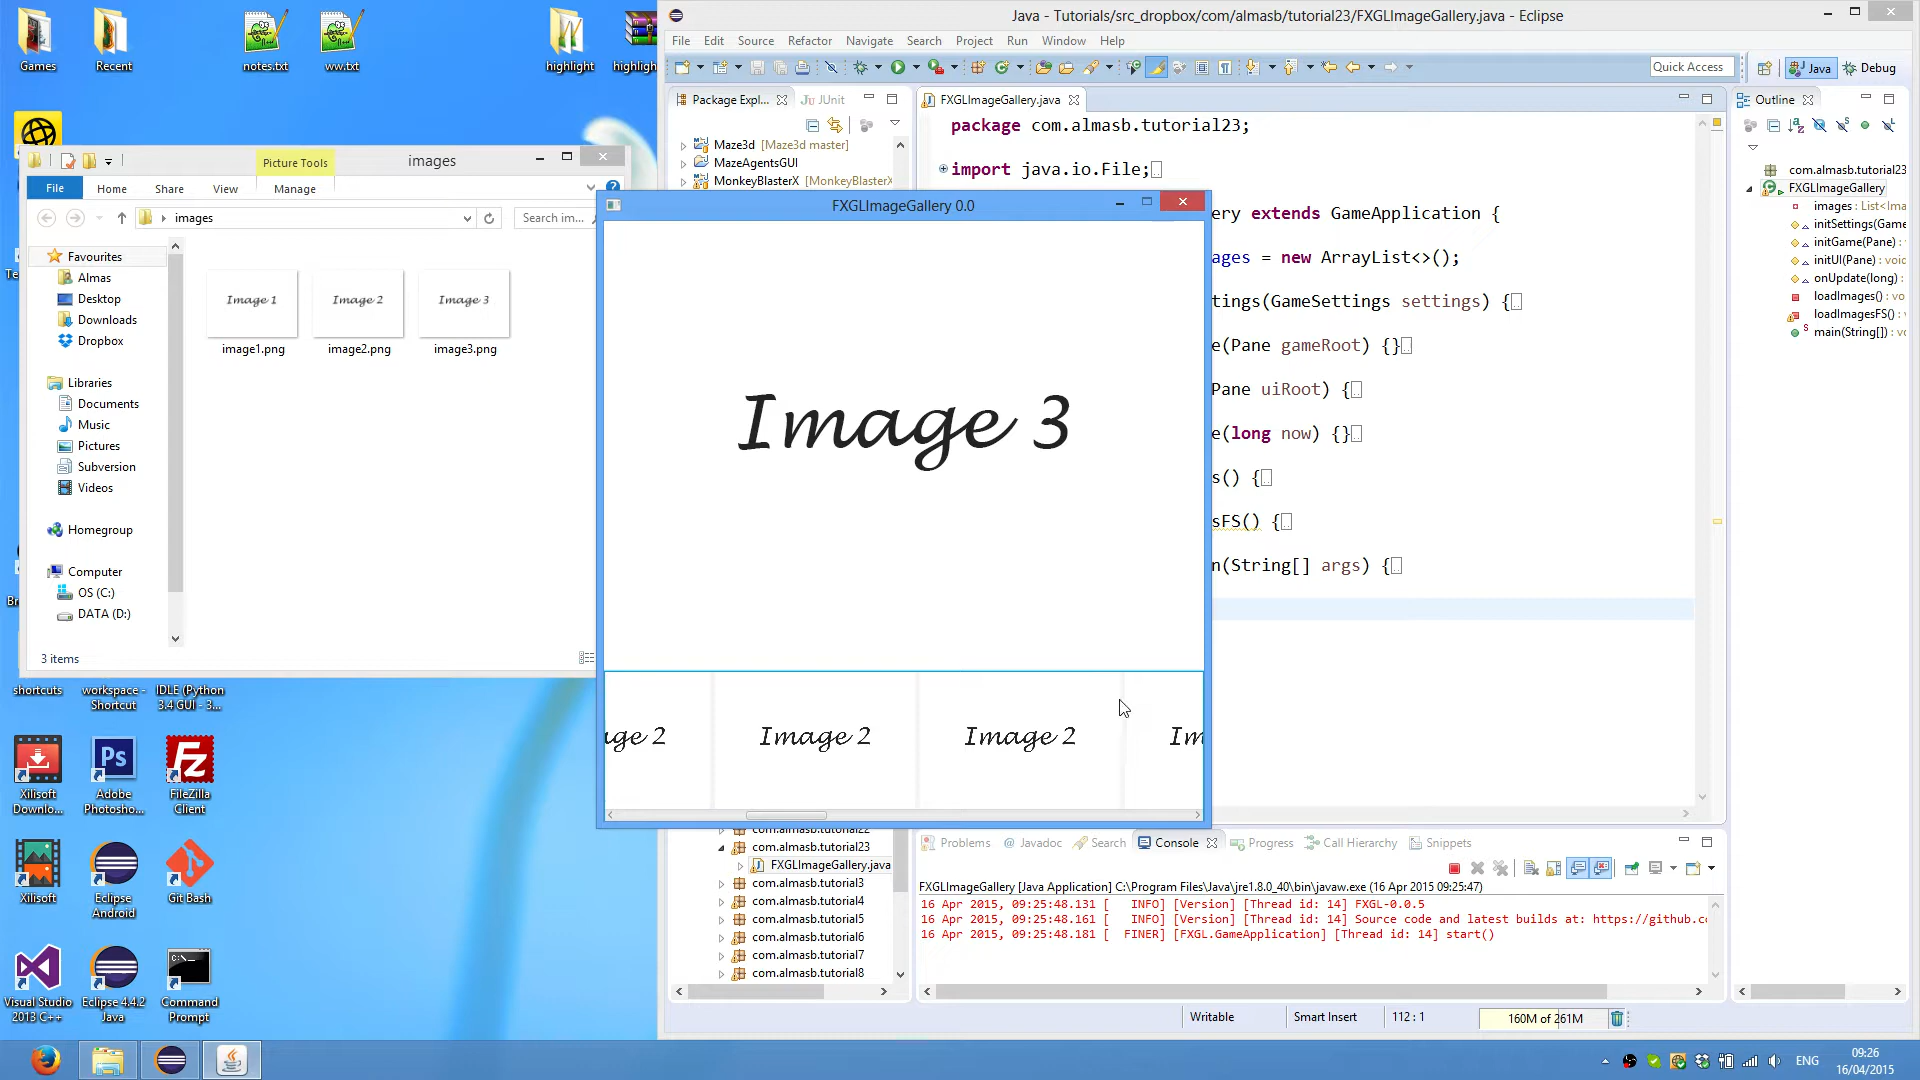 Games
Recent
notes.txt
ww.txt
highlight
highligh
images
Picture Tools
File
Home
Share
View
Manage
images
Search im...
Favourites
Almas
Desktop
Downloads
Dropbox
Libraries
Documents
Music
Pictures
Subversion
Videos
Homegroup
Computer
OS (C:)
DATA (D:)
Image 1
Image 2
Image 3
image1.png
image2.png
image3.png
3 items
shortcuts
workspace - Shortcut
IDLE (Python 3.4 GUI - 3...
Xilisoft Downlo...
Adobe Photosho...
FileZilla Client
Xilisoft
Eclipse Android
Git Bash
Visual Studio 2013 C++
Eclipse 4.4.2 Java
Command Prompt
Java - Tutorials/src_dropbox/com/almasb/tutorial23/FXGLImageGallery.java - Eclipse
File Edit Source Refactor Navigate Search Project Run Window Help
Quick Access
Java
Debug
Package Expl...
JUnit
Maze3d [Maze3d master]
MazeAgentsGUI
MonkeyBlasterX [MonkeyBlasterX
FXGLImageGallery.java
package com.almasb.tutorial23;
import java.io.File;
ery extends GameApplication {
ages = new ArrayList<>();
tings(GameSettings settings) {
e(Pane gameRoot) {}
Pane uiRoot) {
e(long now) {}
s() {
sFS() {
n(String[] args) {
FXGLImageGallery 0.0
Image 3
age 2
Image 2
Image 2
Im
Outline
com.almasb.tutorial23
FXGLImageGallery
images : List<Ima
initSettings(Game
initGame(Pane) :
initUI(Pane) : voic
onUpdate(long) :
loadImages() : vo
loadImagesFS() :
main(String[]) : vo
com.almasb.tutorial22
com.almasb.tutorial23
FXGLImageGallery.java
com.almasb.tutorial3
com.almasb.tutorial4
com.almasb.tutorial5
com.almasb.tutorial6
com.almasb.tutorial7
com.almasb.tutorial8
Problems
@ Javadoc
Search
Console
Progress
Call Hierarchy
Snippets
FXGLImageGallery [Java Application] C:\Program Files\Java\jre1.8.0_40\bin\javaw.exe (16 Apr 2015 09:25:47)
16 Apr 2015, 09:25:48.131 [ INFO] [Version] [Thread id: 14] FXGL-0.0.5
16 Apr 2015, 09:25:48.161 [ INFO] [Version] [Thread id: 14] Source code and latest builds at: https://github.co
16 Apr 2015, 09:25:48.181 [ FINER] [FXGL.GameApplication] [Thread id: 14] start()
Writable
Smart Insert
112 : 1
160M of 261M
ENG
09:26
16/04/2015